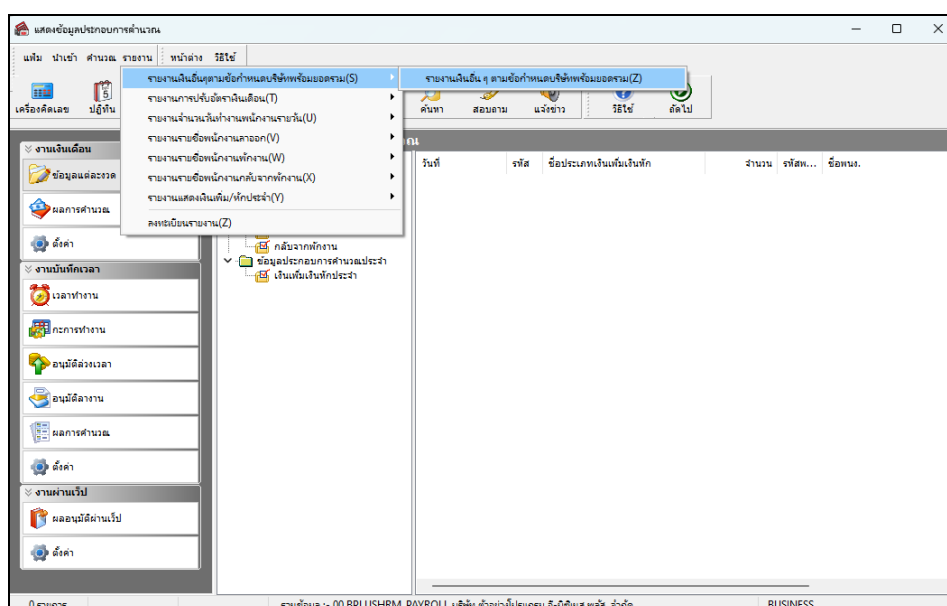 แสดงข้อมูลประกอบการคำนวณ
แฟ้ม นำเข้า คำนวณ รายงาน หน้าต่าง วิธีใช้
รายงานเงินอื่นๆตามข้อกำหนดบริษัทพร้อมยอดรวม(S)
รายงานเงินอื่น ๆ ตามข้อกำหนดบริษัทพร้อมยอดรวม(Z)
รายงานการปรับอัตราเงินเดือน(T)
รายงานจำนวนวันทำงานพนักงานรายวัน(U)
รายงานรายชื่อพนักงานลาออก(V)
รายงานรายชื่อพนักงานพักงาน(W)
รายงานรายชื่อพนักงานกลับจากพักงาน(X)
รายงานแสดงเงินเพิ่ม/หักประจำ(Y)
ลงทะเบียนรายงาน(Z)
เครื่องคิดเลข ปฏิทิน ค้นหา สอบถาม แจ้งข่าว วิธีใช้ ถัดไป
งานเงินเดือน
ข้อมูลแต่ละงวด
ผลการคำนวณ
ตั้งค่า
งานบันทึกเวลา
เวลาทำงาน
กะการทำงาน
อนุมัติล่วงเวลา
อนุมัติลางาน
ผลการคำนวณ
ตั้งค่า
งานผ่านเว็ป
ผลอนุมัติผ่านเว็ป
ตั้งค่า
กลับจากพักงาน
ข้อมูลประกอบการคำนวณประจำ
เงินเพิ่มเงินหักประจำ
วันที่ รหัส ชื่อประเภทเงินเพิ่มเงินหัก จำนวน รหัสพ... ชื่อพนง.